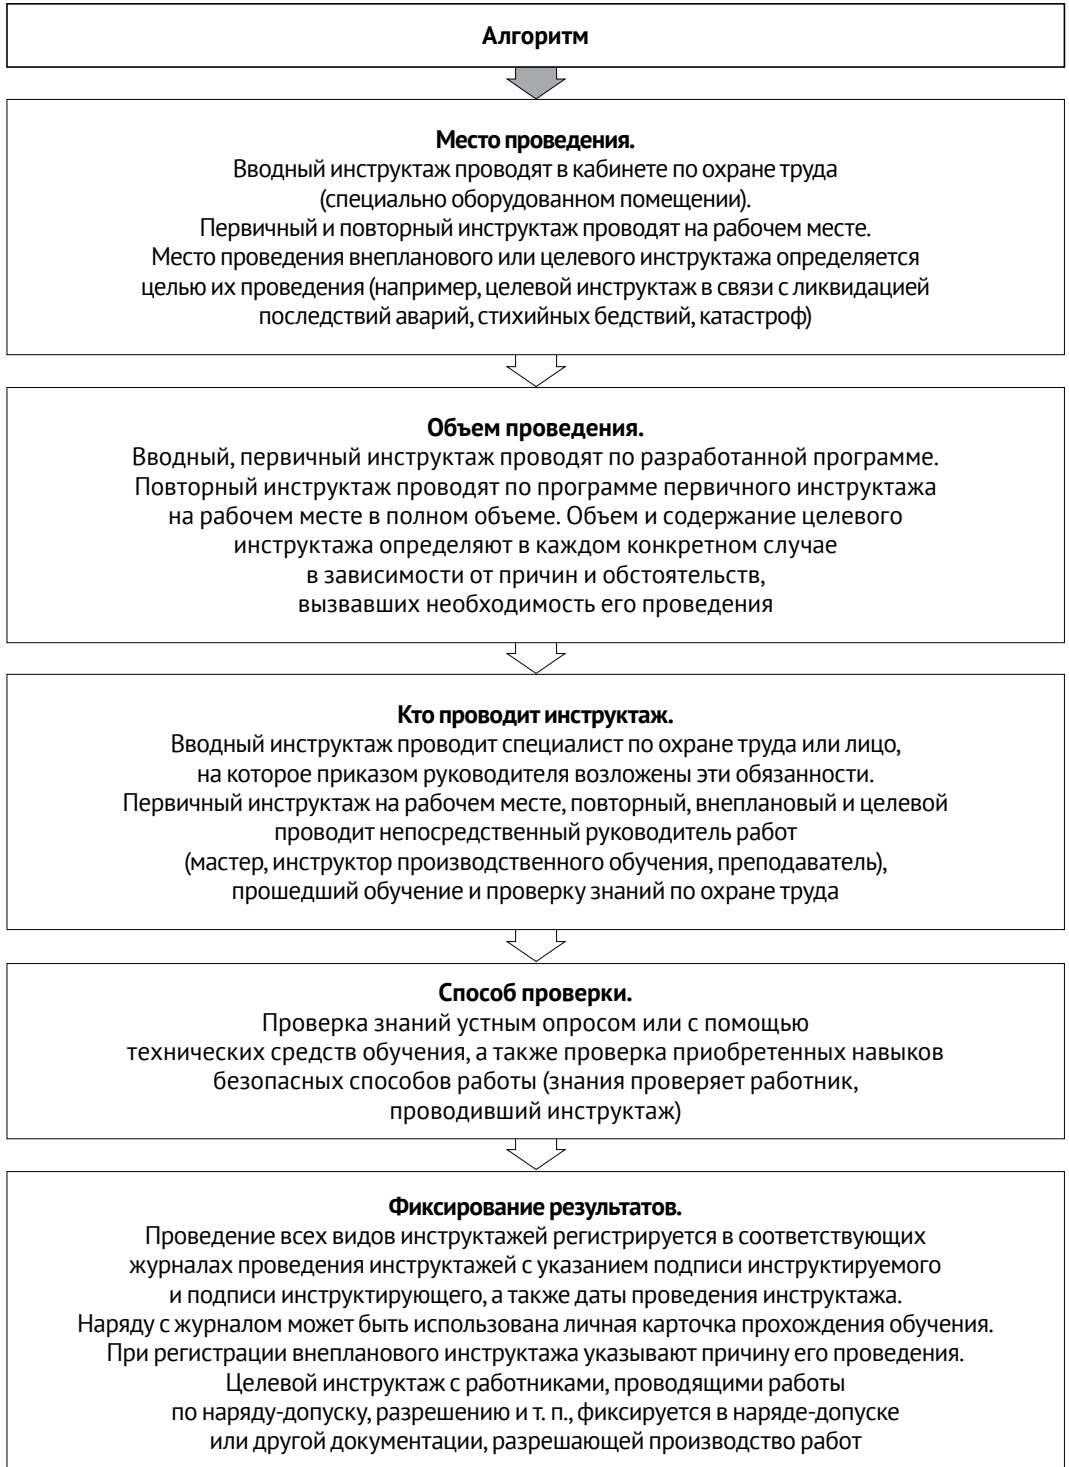 Алгоритм
Место проведения.
Вводный инструктаж проводят в кабинете по охране труда
(специально оборудованном помещении).
Первичный и повторный инструктаж проводят на рабочем месте.
Место проведения внепланового или целевого инструктажа определяется
целью их проведения (например, целевой инструктаж в связи с ликвидацией
последствий аварий, стихийных бедствий, катастроф)
Объем проведения.
Вводный, первичный инструктаж проводят по разработанной программе.
Повторный инструктаж проводят по программе первичного инструктажа
на рабочем месте в полном объеме. Объем и содержание целевого
инструктажа определяют в каждом конкретном случае
в зависимости от причин и обстоятельств,
вызвавших необходимость его проведения
Кто проводит инструктаж.
Вводный инструктаж проводит специалист по охране труда или лицо,
на которое приказом руководителя возложены эти обязанности.
Первичный инструктаж на рабочем месте, повторный, внеплановый и целевой
проводит непосредственный руководитель работ
(мастер, инструктор производственного обучения, преподаватель),
прошедший обучение и проверку знаний по охране труда
Способ проверки.
Проверка знаний устным опросом или с помощью
технических средств обучения, а также проверка приобретенных навыков
безопасных способов работы (знания проверяет работник,
проводивший инструктаж)
Фиксирование результатов.
Проведение всех видов инструктажей регистрируется в соответствующих
журналах проведения инструктажей с указанием подписи инструктируемого
и подписи инструктирующего, а также даты проведения инструктажа.
Наряду с журналом может быть использована личная карточка прохождения обучения.
При регистрации внепланового инструктажа указывают причину его проведения.
Целевой инструктаж с работниками, проводящими работы
по наряду-допуску, разрешению и т. п., фиксируется в наряде-допуске
или другой документации, разрешающей производство работ